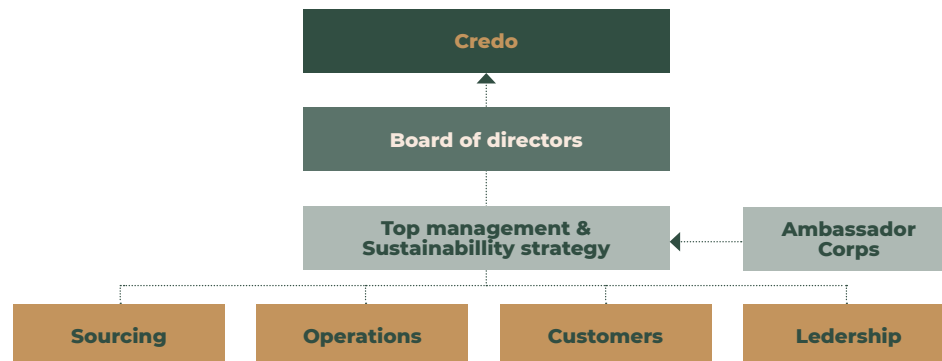 Credo
Board of directors
Top management &
Sustainabillity strategy
Ambassador
Corps
Sourcing
Operations
Customers
Ledership